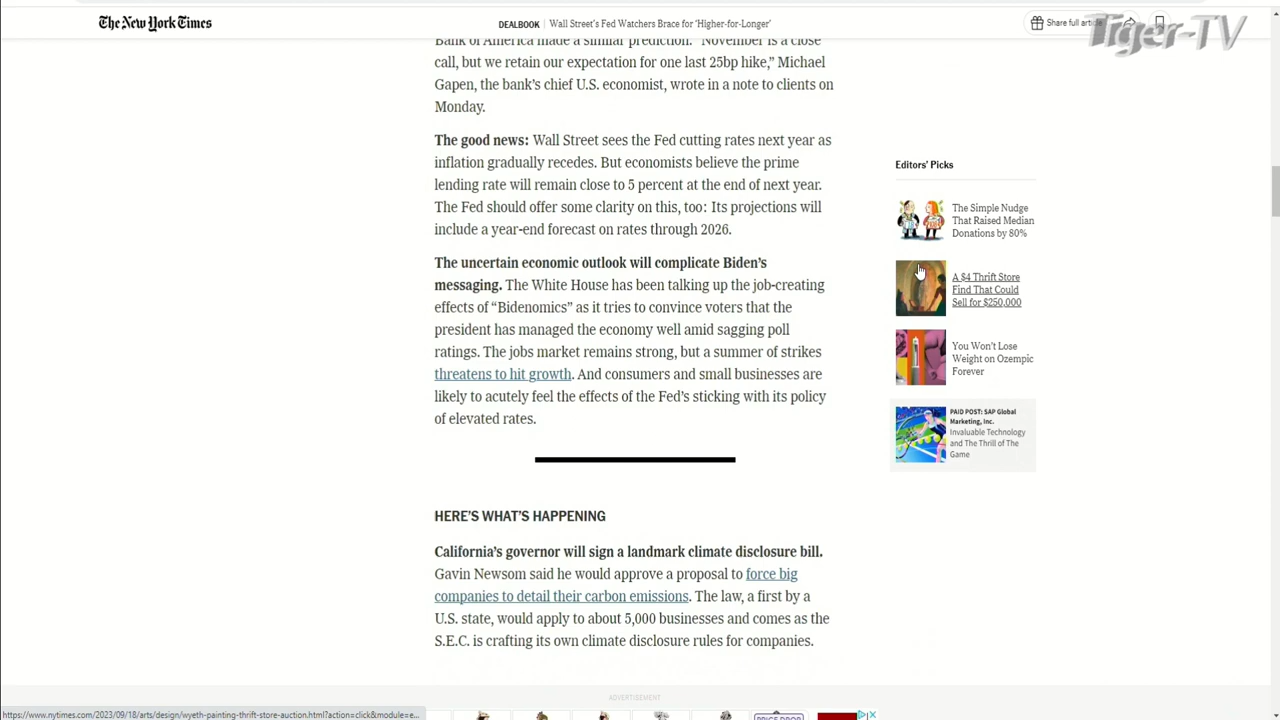 The New York Times
DEALBOOK | Wall Street's Fed Watchers Brace for 'Higher-for-Longer'
Share full article
Tiger-TV
Bank of America made a similar prediction. "November is a close
call, but we retain our expectation for one last 25bp hike," Michael
Gapen, the bank's chief U.S. economist, wrote in a note to clients on
Monday.
The good news: Wall Street sees the Fed cutting rates next year as
inflation gradually recedes. But economists believe the prime
lending rate will remain close to 5 percent at the end of next year.
The Fed should offer some clarity on this, too: Its projections will
include a year-end forecast on rates through 2026.
The uncertain economic outlook will complicate Biden's
messaging. The White House has been talking up the job-creating
effects of "Bidenomics" as it tries to convince voters that the
president has managed the economy well amid sagging poll
ratings. The jobs market remains strong, but a summer of strikes
threatens to hit growth. And consumers and small businesses are
likely to acutely feel the effects of the Fed's sticking with its policy
of elevated rates.
HERE'S WHAT'S HAPPENING
California's governor will sign a landmark climate disclosure bill.
Gavin Newsom said he would approve a proposal to force big
companies to detail their carbon emissions. The law, a first by a
U.S. state, would apply to about 5,000 businesses and comes as the
S.E.C. is crafting its own climate disclosure rules for companies.
Editors' Picks
The Simple Nudge
That Raised Median
Donations by 80%
A $4 Thrift Store
Find That Could
Sell for $250,000
You Won't Lose
Weight on Ozempic
Forever
PAID POST: SAP Global
Marketing, Inc.
Invaluable Technology
and The Thrill of The
Game
ADVERTISEMENT
PRICE DROP
https://www.nytimes.com/2023/09/18/arts/design/wyeth-painting-thrift-store-auction.html?action=click&module=e...